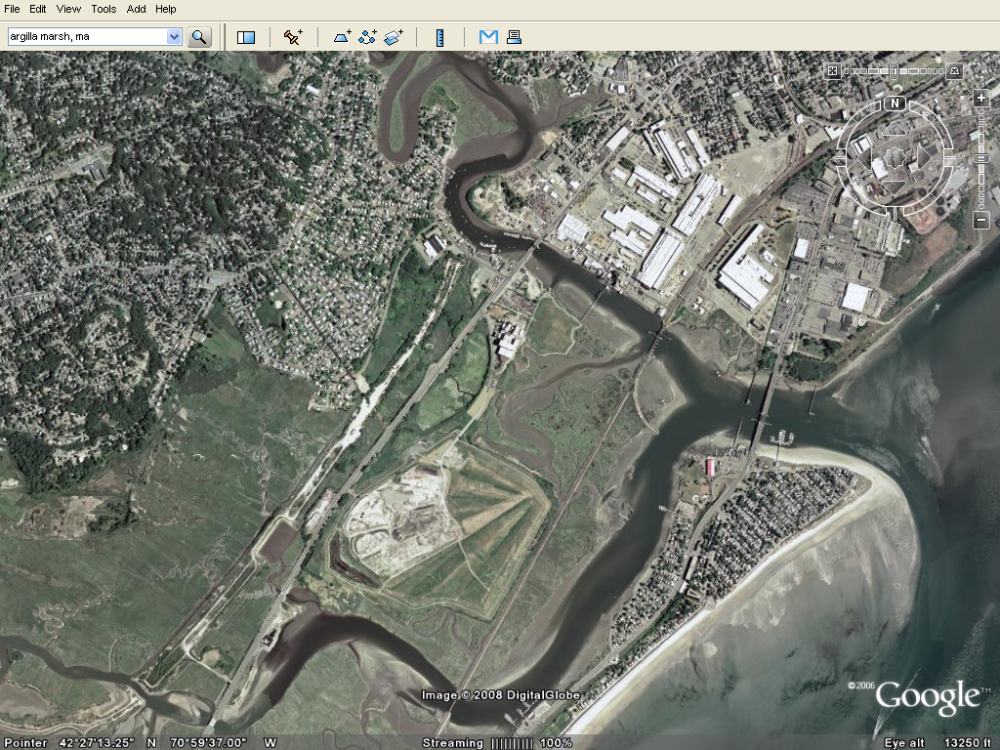 File Edit View Tools Add Help
argilla marsh, ma
N
Image © 2008 DigitalGlobe
© 2006 Google™
Pointer 42°27'13.25" N 70°59'37.00" W Streaming |||||||||| 100% Eye alt 13250 ft